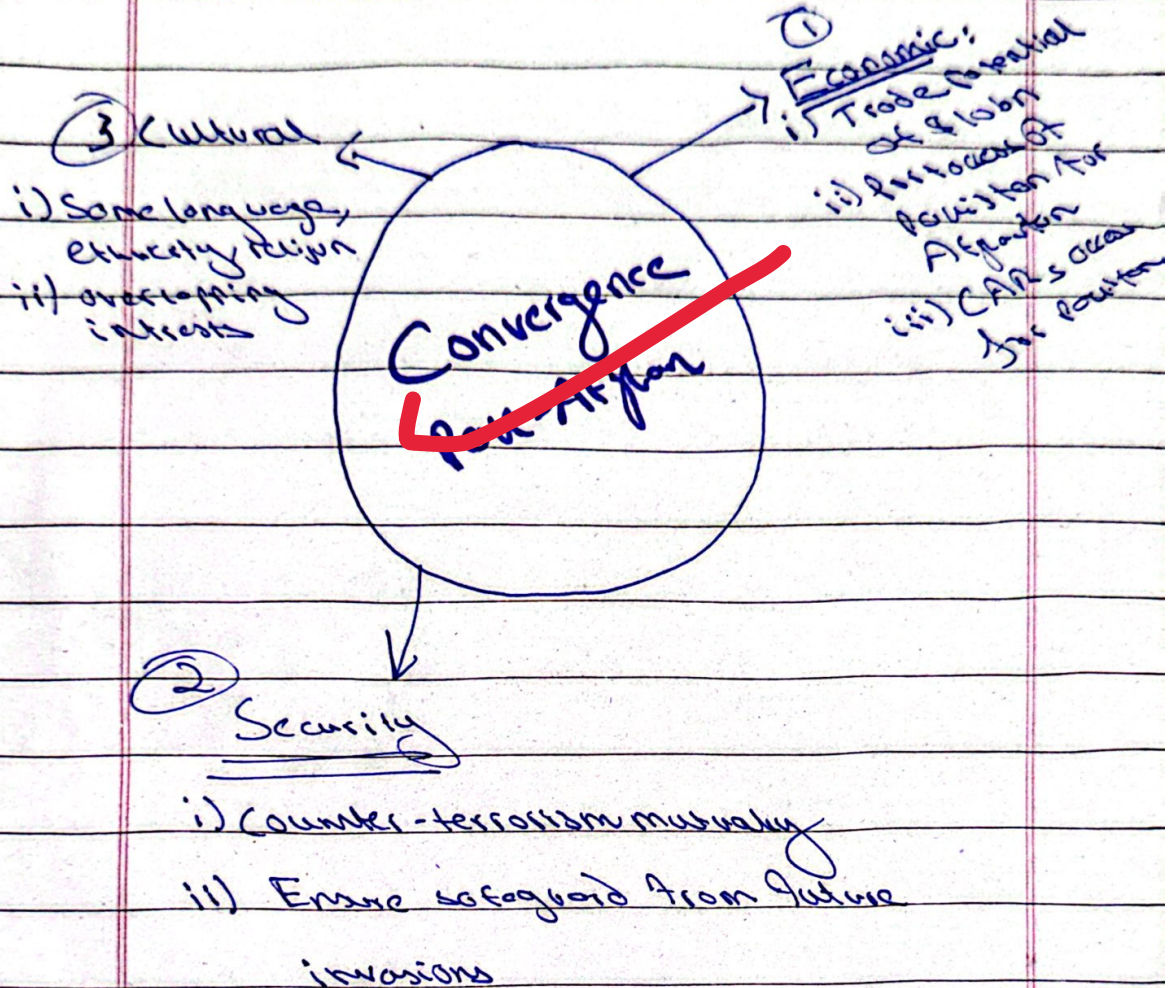 ①
Economic:
i) Trade Potential
of $10bn
ii) Port access of
Pakistan for
Afghanistan
iii) CARs access
for Pakistan
③ Cultural
i) Same language,
ethnicity, religion
ii) overlapping
intrests
Convergence
Pak-Afghan
②
Security
i) Counter-terrorism mutually
ii) Ensure safeguard from future
invasions